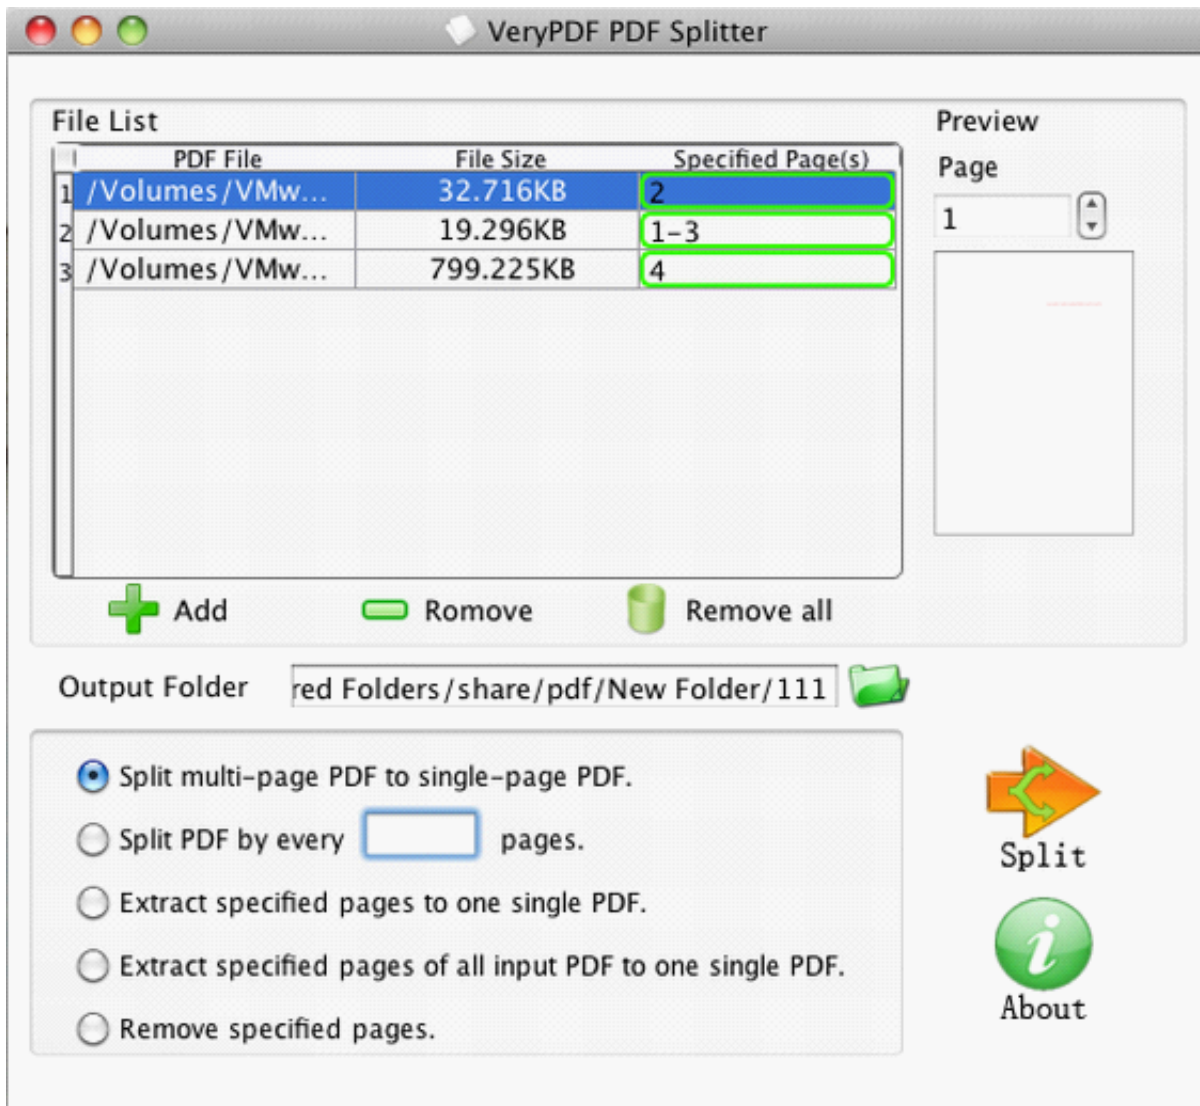 VeryPDF PDF Splitter
File List
PDF File File Size Specified Page(s)
1 /Volumes/VMw... 32.716KB 2
2 /Volumes/VMw... 19.296KB 1-3
3 /Volumes/VMw... 799.225KB 4
Add Romove Remove all
Preview
Page
1
Output Folder red Folders/share/pdf/New Folder/111
Split multi-page PDF to single-page PDF.
Split PDF by every pages.
Extract specified pages to one single PDF.
Extract specified pages of all input PDF to one single PDF.
Remove specified pages.
Split
About